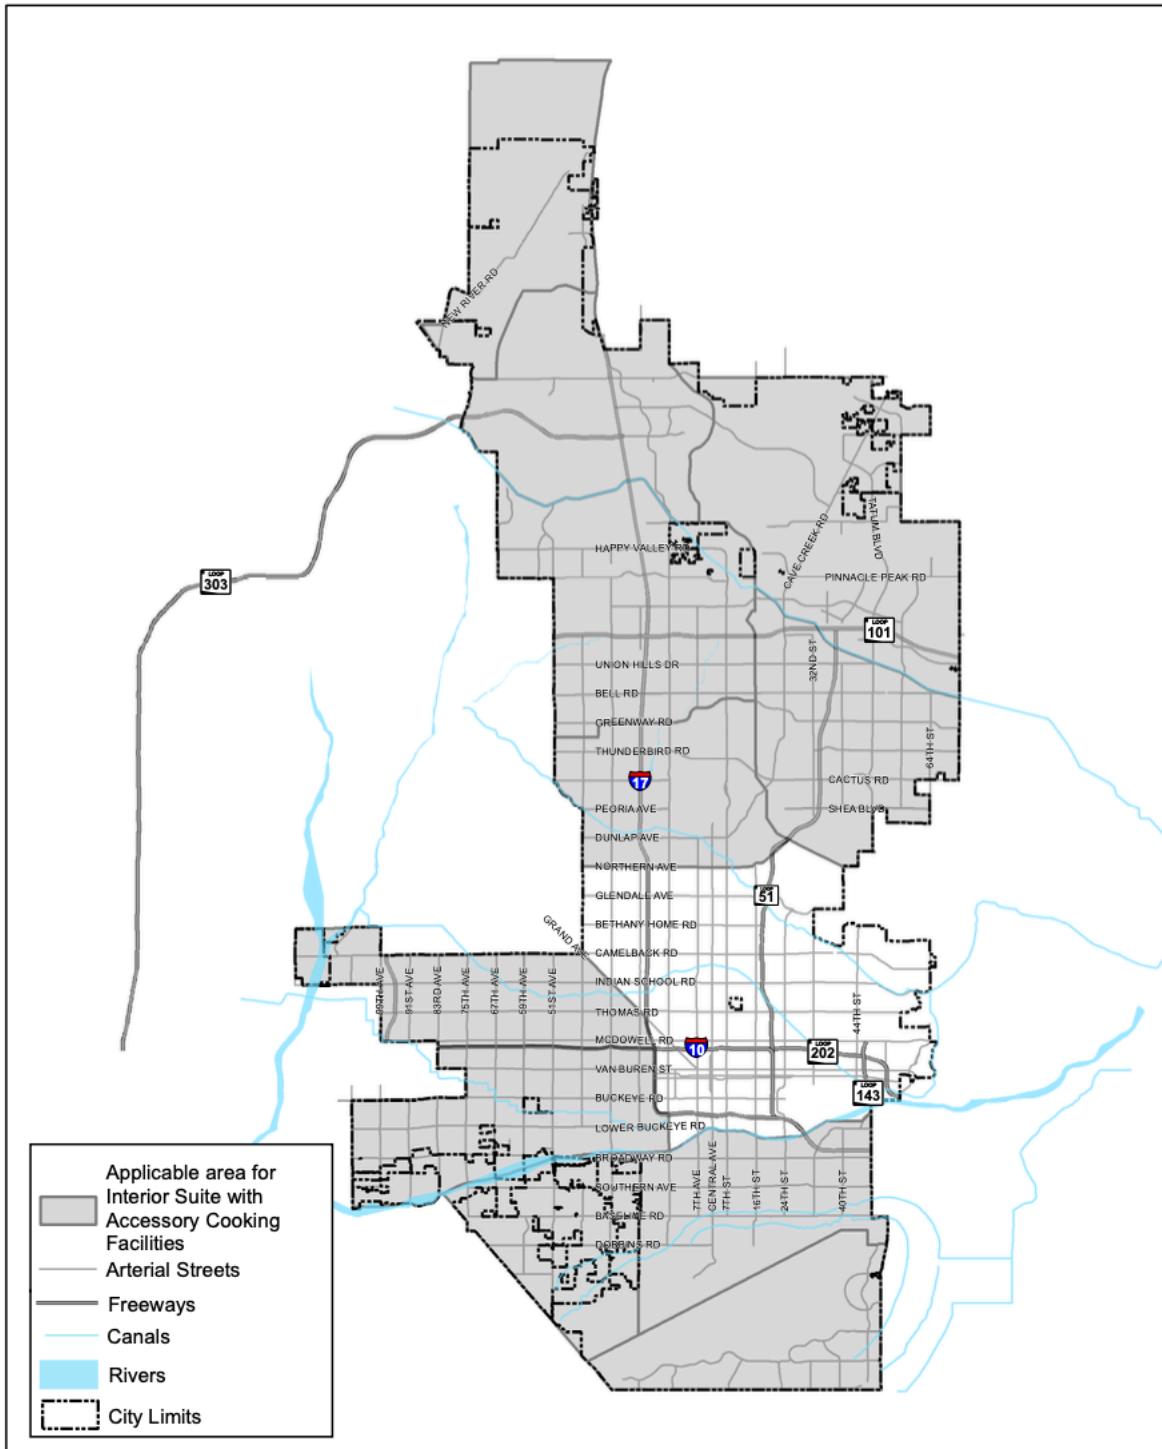 NEW RIVER RD
HAPPY VALLEY RD
CAVE CREEK RD
TATUM BLVD
PINNACLE PEAK RD
LOOP
303
LOOP
101
UNION HILLS DR
32ND ST
BELL RD
GREENWAY RD
THUNDERBIRD RD
64TH ST
17
CACTUS RD
PEORIA AVE
SHEA BLVD
DUNLAP AVE
NORTHERN AVE
GLENDALE AVE
LOOP
51
BETHANY HOME RD
GRAND AVE
CAMELBACK RD
99TH AVE
91ST AVE
83RD AVE
75TH AVE
67TH AVE
59TH AVE
51ST AVE
INDIAN SCHOOL RD
THOMAS RD
44TH ST
MCDOWELL RD
10
LOOP
202
VAN BUREN ST
BUCKEYE RD
LOOP
143
LOWER BUCKEYE RD
BROADWAY RD
SOUTHERN AVE
7TH AVE
CENTRAL AVE
7TH ST
16TH ST
24TH ST
40TH ST
BASELINE RD
DOBBINS RD
Applicable area for
Interior Suite with
Accessory Cooking
Facilities
Arterial Streets
Freeways
Canals
Rivers
City Limits